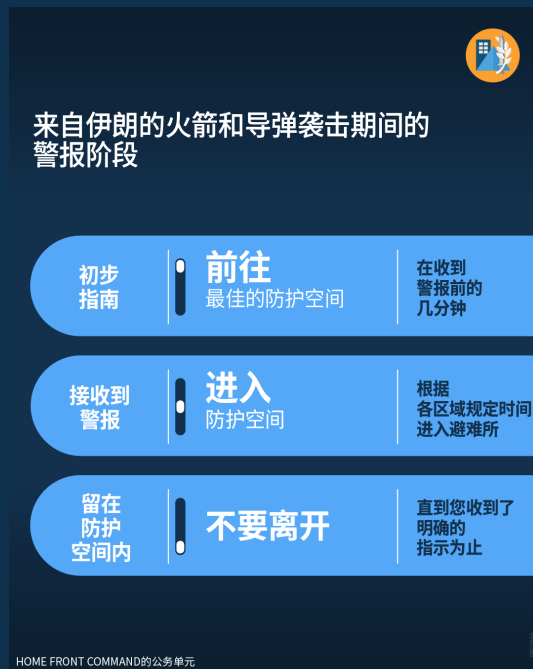 来自伊朗的火箭和导弹袭击期间的
警报阶段
初步
指南
前往
最佳的防护空间
在收到
警报前的
几分钟
接收到
警报
进入
防护空间
根据
各区域规定时间
进入避难所
留在
防护
空间内
不要离开
直到您收到了
明确的
指示为止
HOME FRONT COMMAND的公务单元